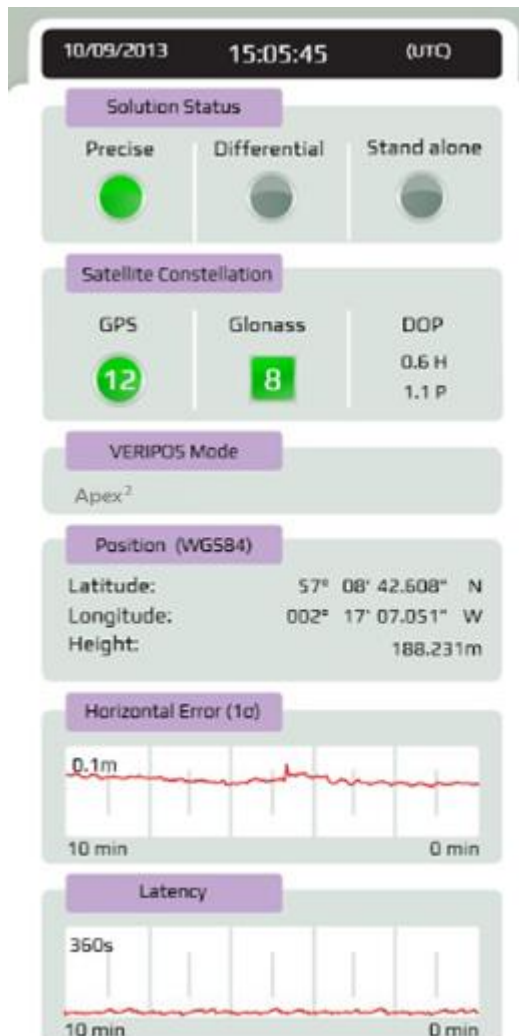 10/09/2013 15:05:45 (UTC)
Solution Status
Precise Differential Stand alone
Satellite Constellation
GPS Glonass DOP
12 8 0.6 H
1.1 P
VERIPOS Mode
Apex²
Position (WGS84)
Latitude: 57° 08' 42.608" N
Longitude: 002° 17' 07.051" W
Height: 188.231m
Horizontal Error (1σ)
0.1m
10 min 0 min
Latency
360s
10 min 0 min